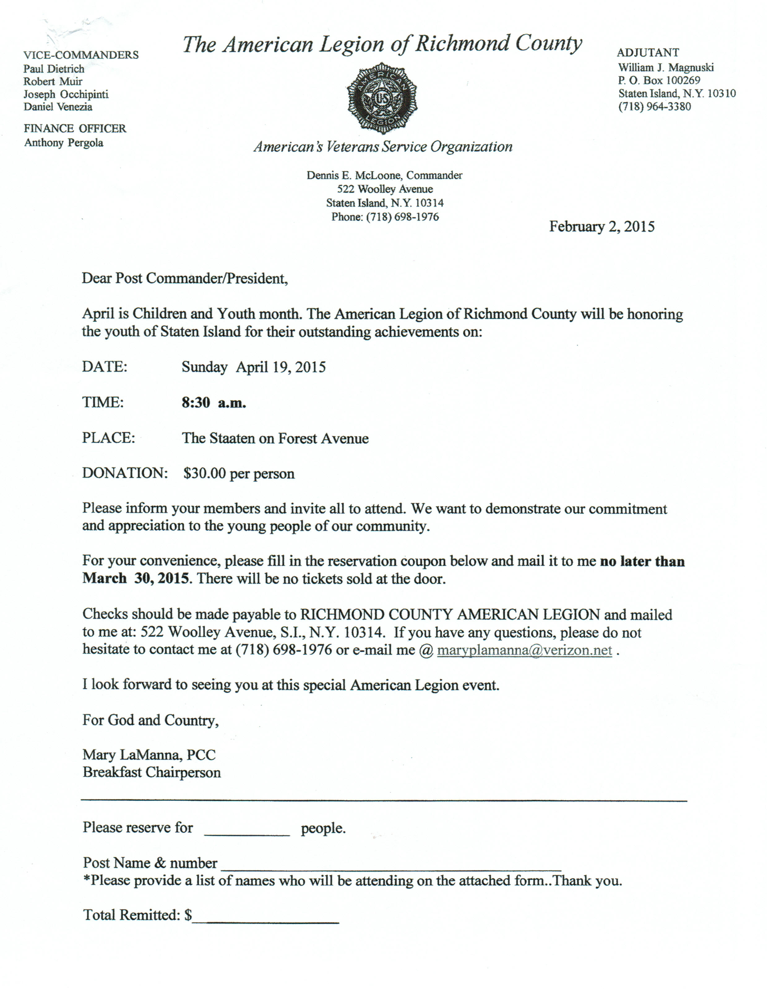 The American Legion of Richmond County
VICE-COMMANDERS
Paul Dietrich
Robert Muir
Joseph Occhipinti
Daniel Venezia
FINANCE OFFICER
Anthony Pergola
AMERICAN
US
LEGION
ADJUTANT
William J. Magnuski
P. O. Box 100269
Staten Island, N.Y. 10310
(718) 964-3380
American's Veterans Service Organization
Dennis E. McLoone, Commander
522 Woolley Avenue
Staten Island, N.Y. 10314
Phone: (718) 698-1976
February 2, 2015
Dear Post Commander/President,
April is Children and Youth month. The American Legion of Richmond County will be honoring
the youth of Staten Island for their outstanding achievements on:
DATE: Sunday April 19, 2015
TIME: 8:30 a.m.
PLACE: The Staaten on Forest Avenue
DONATION: $30.00 per person
Please inform your members and invite all to attend. We want to demonstrate our commitment
and appreciation to the young people of our community.
For your convenience, please fill in the reservation coupon below and mail it to me no later than
March 30, 2015. There will be no tickets sold at the door.
Checks should be made payable to RICHMOND COUNTY AMERICAN LEGION and mailed
to me at: 522 Woolley Avenue, S.I., N.Y. 10314. If you have any questions, please do not
hesitate to contact me at (718) 698-1976 or e-mail me @ maryplamanna@verizon.net .
I look forward to seeing you at this special American Legion event.
For God and Country,
Mary LaManna, PCC
Breakfast Chairperson
Please reserve for __________ people.
Post Name & number ____________________
*Please provide a list of names who will be attending on the attached form..Thank you.
Total Remitted: $____________________